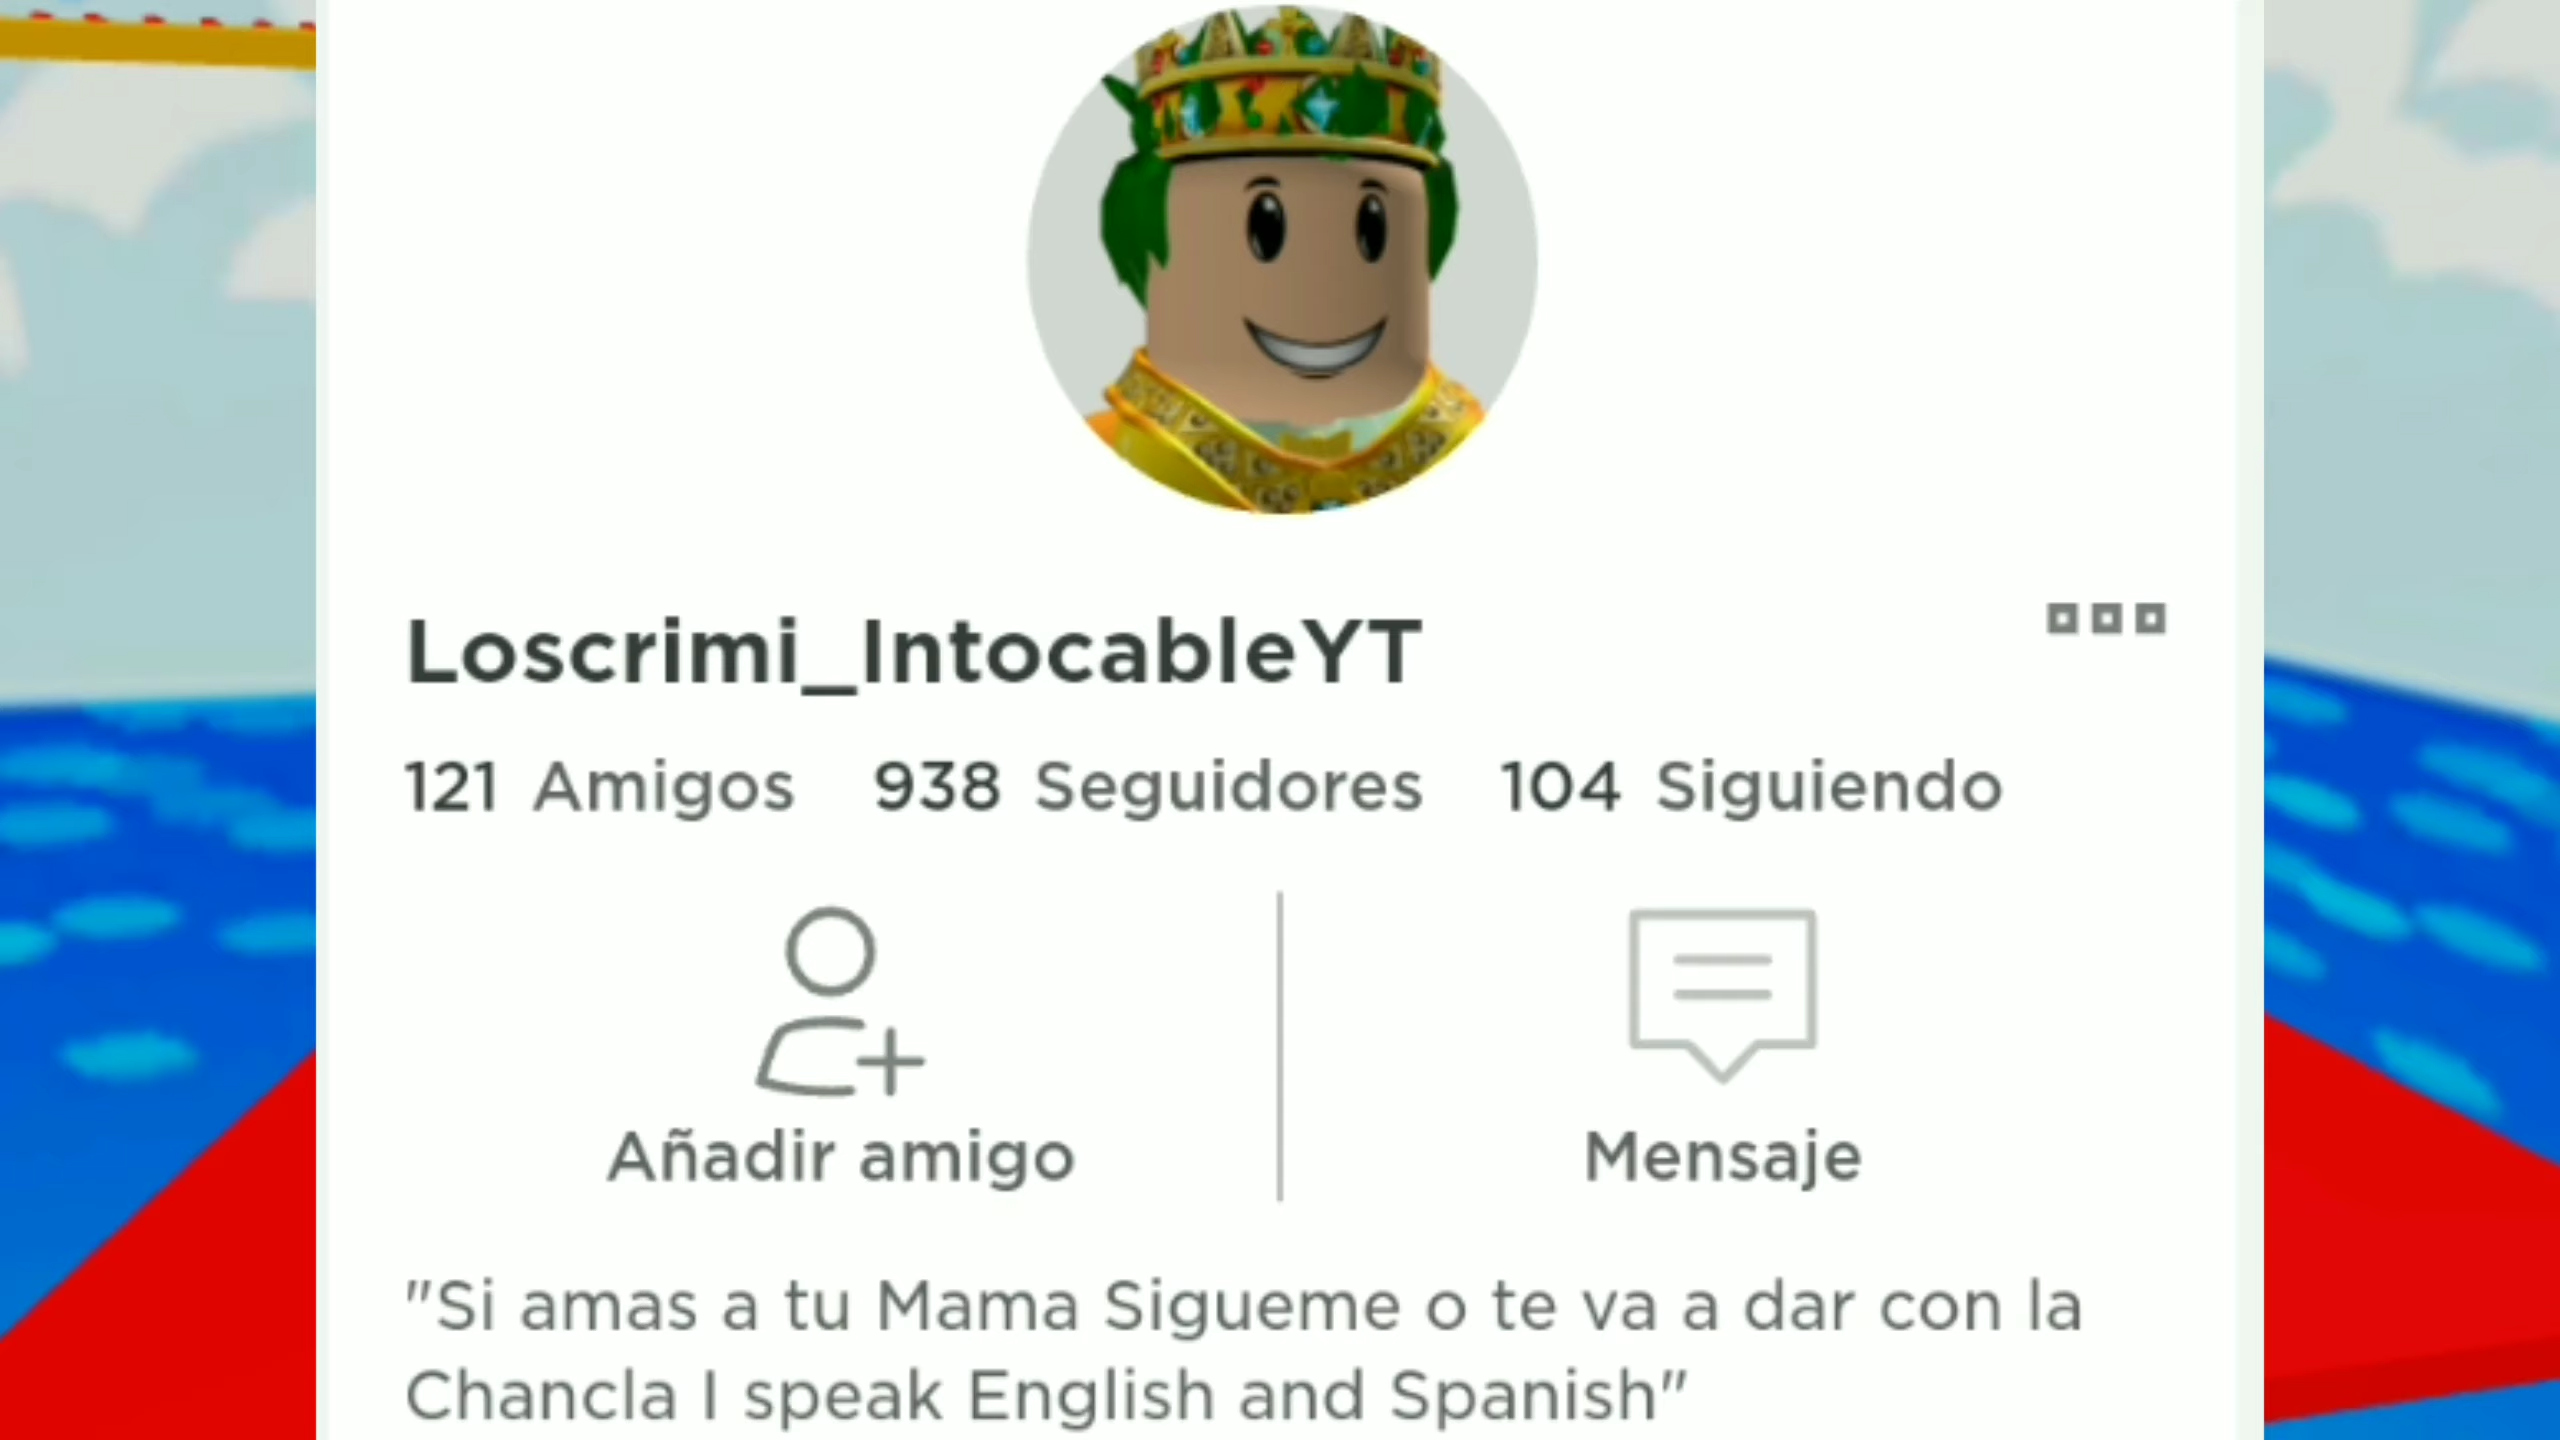 Loscrimi_IntocableYT
121 Amigos 938 Seguidores 104 Siguiendo
Añadir amigo Mensaje
"Si amas a tu Mama Sigueme o te va a dar con la
Chancla I speak English and Spanish"